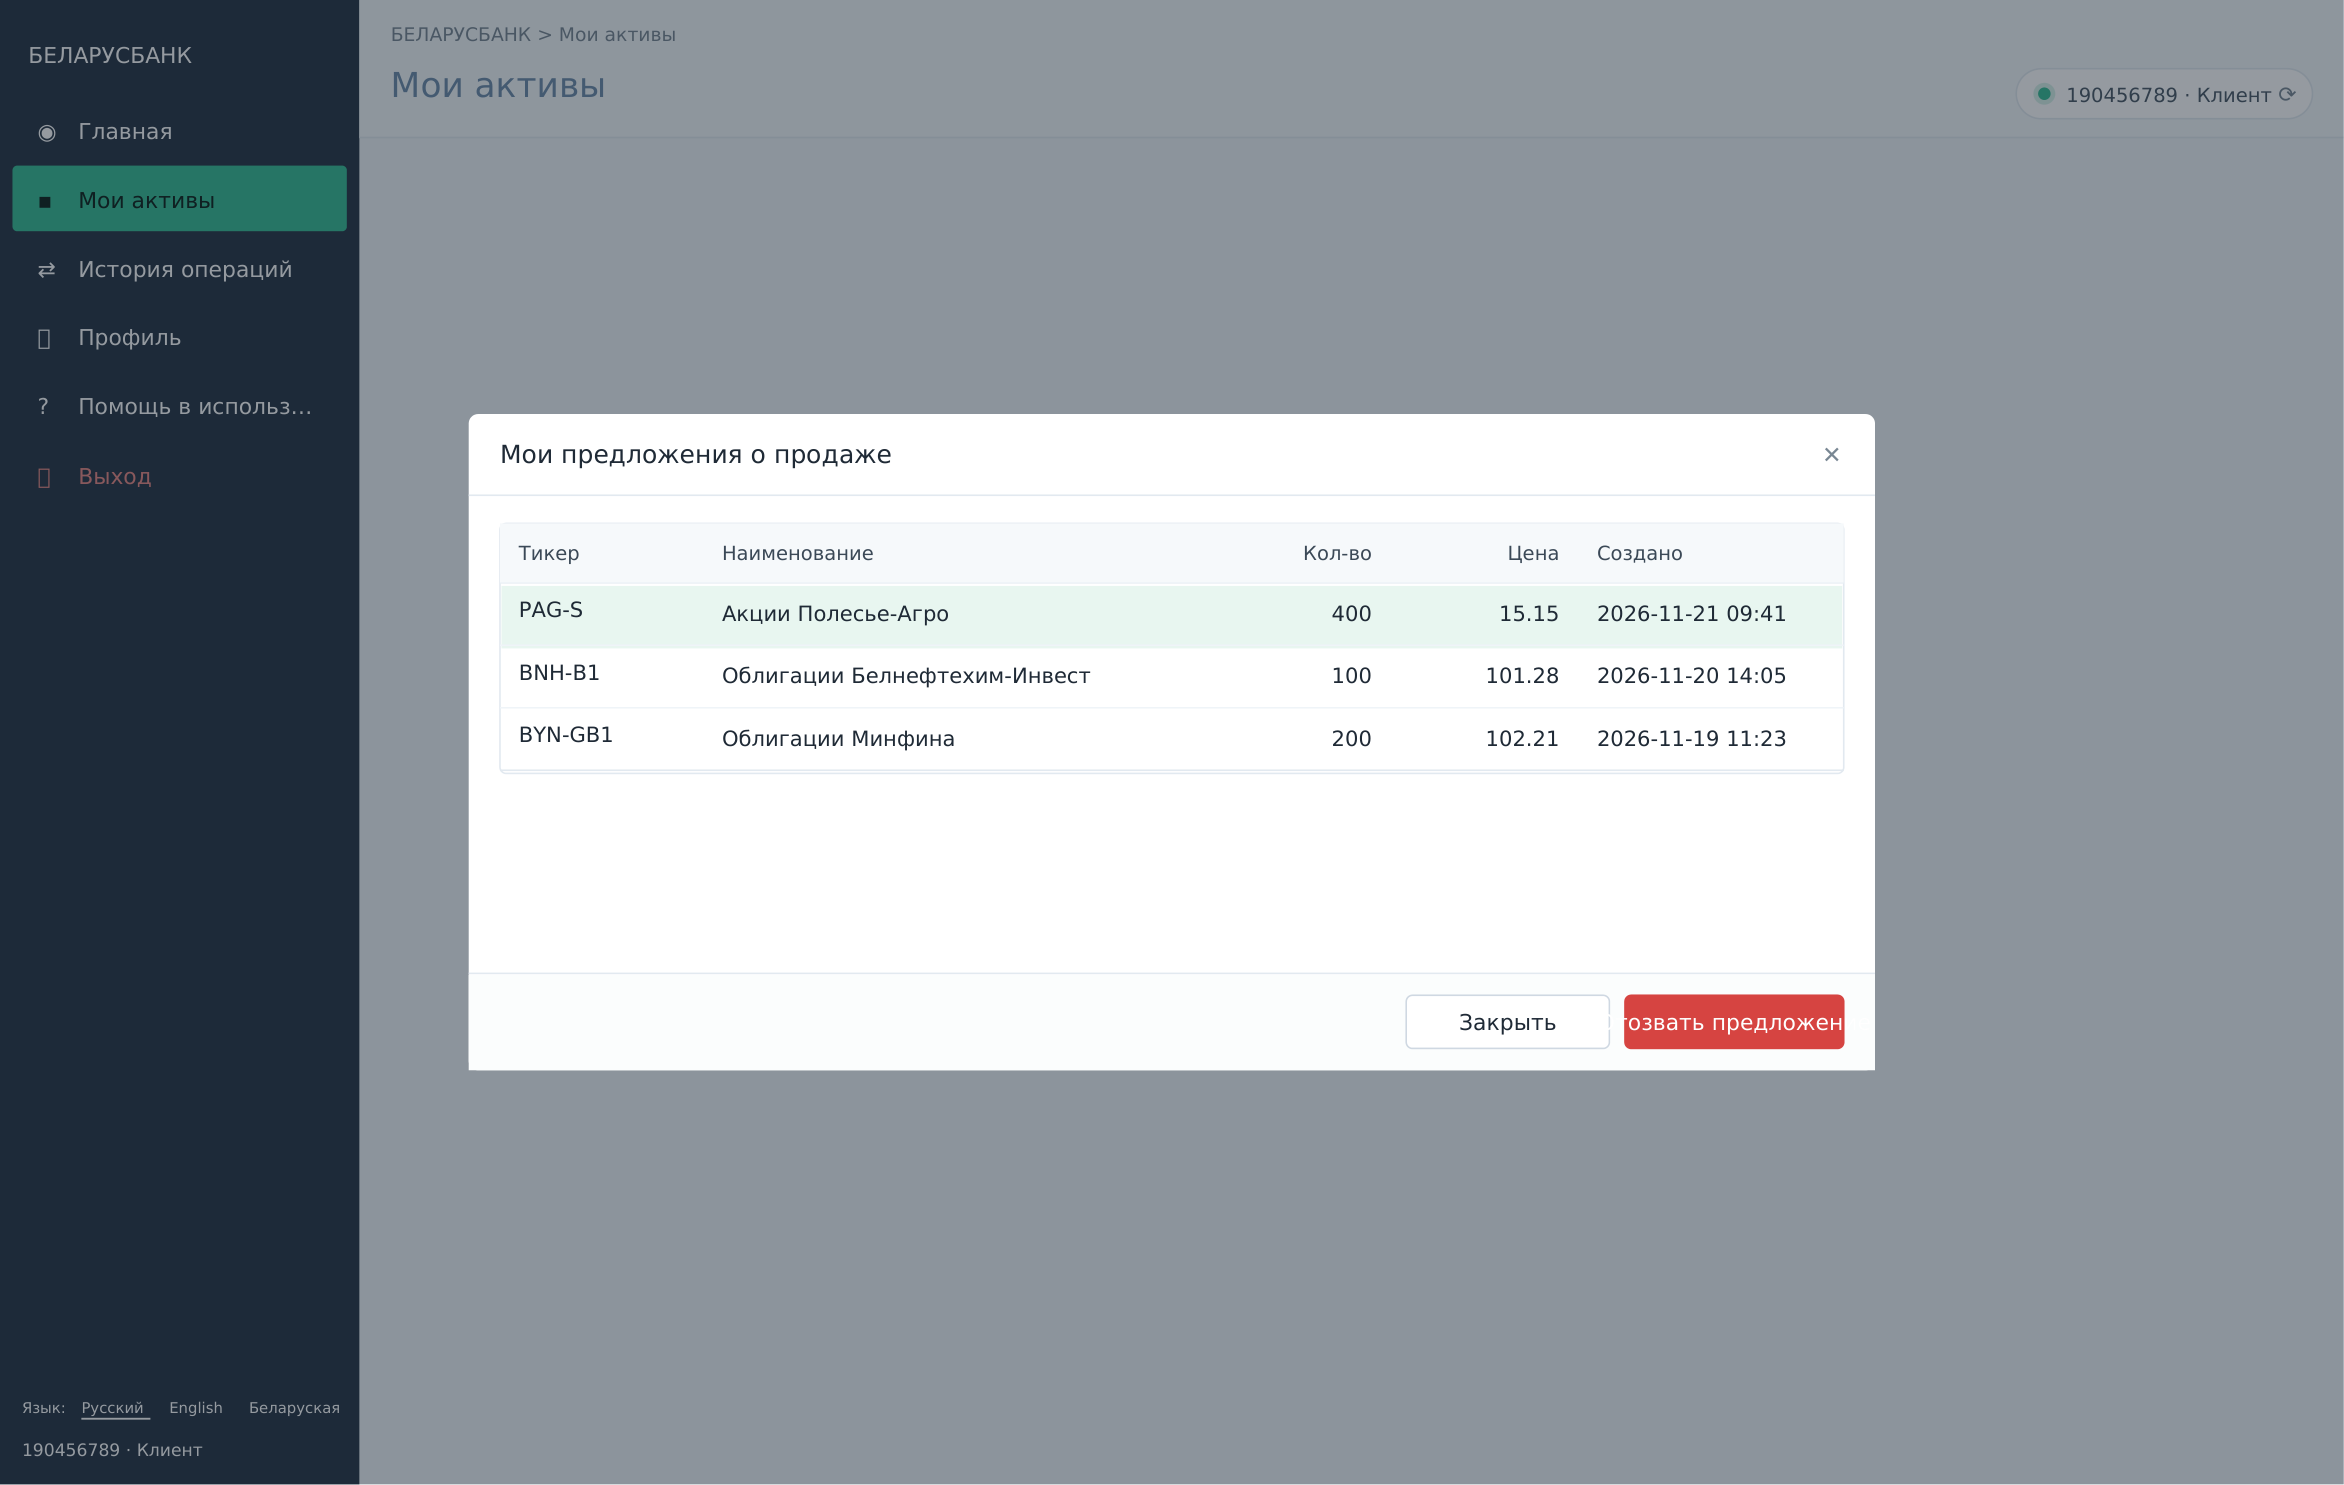 БЕЛАРУСБАНК
◉ Главная
■ Мои активы
⇄ История операций
Профиль
? Помощь в использ...
Выход
Язык: Русский English Беларуская
190456789 · Клиент
БЕЛАРУСБАНК > Мои активы
Мои активы
190456789 · Клиент ⟳
Мои предложения о продаже ✕
Тикер Наименование Кол-во Цена Создано
PAG-S Акции Полесье-Агро 400 15.15 2026-11-21 09:41
BNH-B1 Облигации Белнефтехим-Инвест 100 101.28 2026-11-20 14:05
BYN-GB1 Облигации Минфина 200 102.21 2026-11-19 11:23
Закрыть тозвать предложен